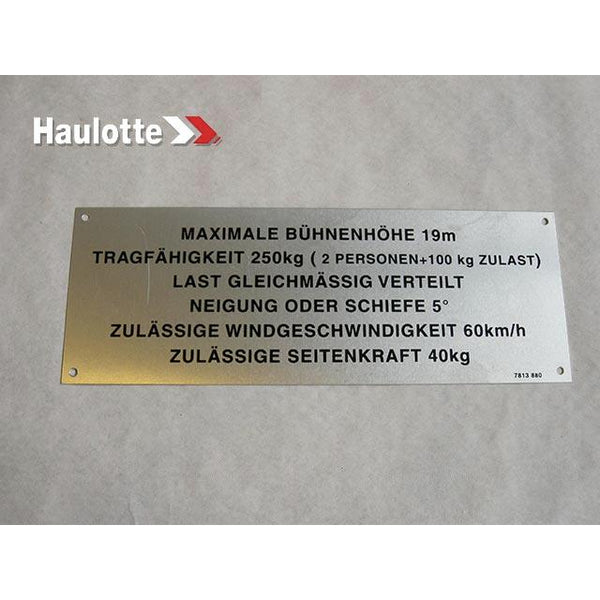 Haulotte
MAXIMALE BÜHNENHÖHE 19m
TRAGFÄHIGKEIT 250kg ( 2 PERSONEN+100 kg ZULAST)
LAST GLEICHMÄSSIG VERTEILT
NEIGUNG ODER SCHIEFE 5°
ZULÄSSIGE WINDGESCHWINDIGKEIT 60km/h
ZULÄSSIGE SEITENKRAFT 40kg
7813 880